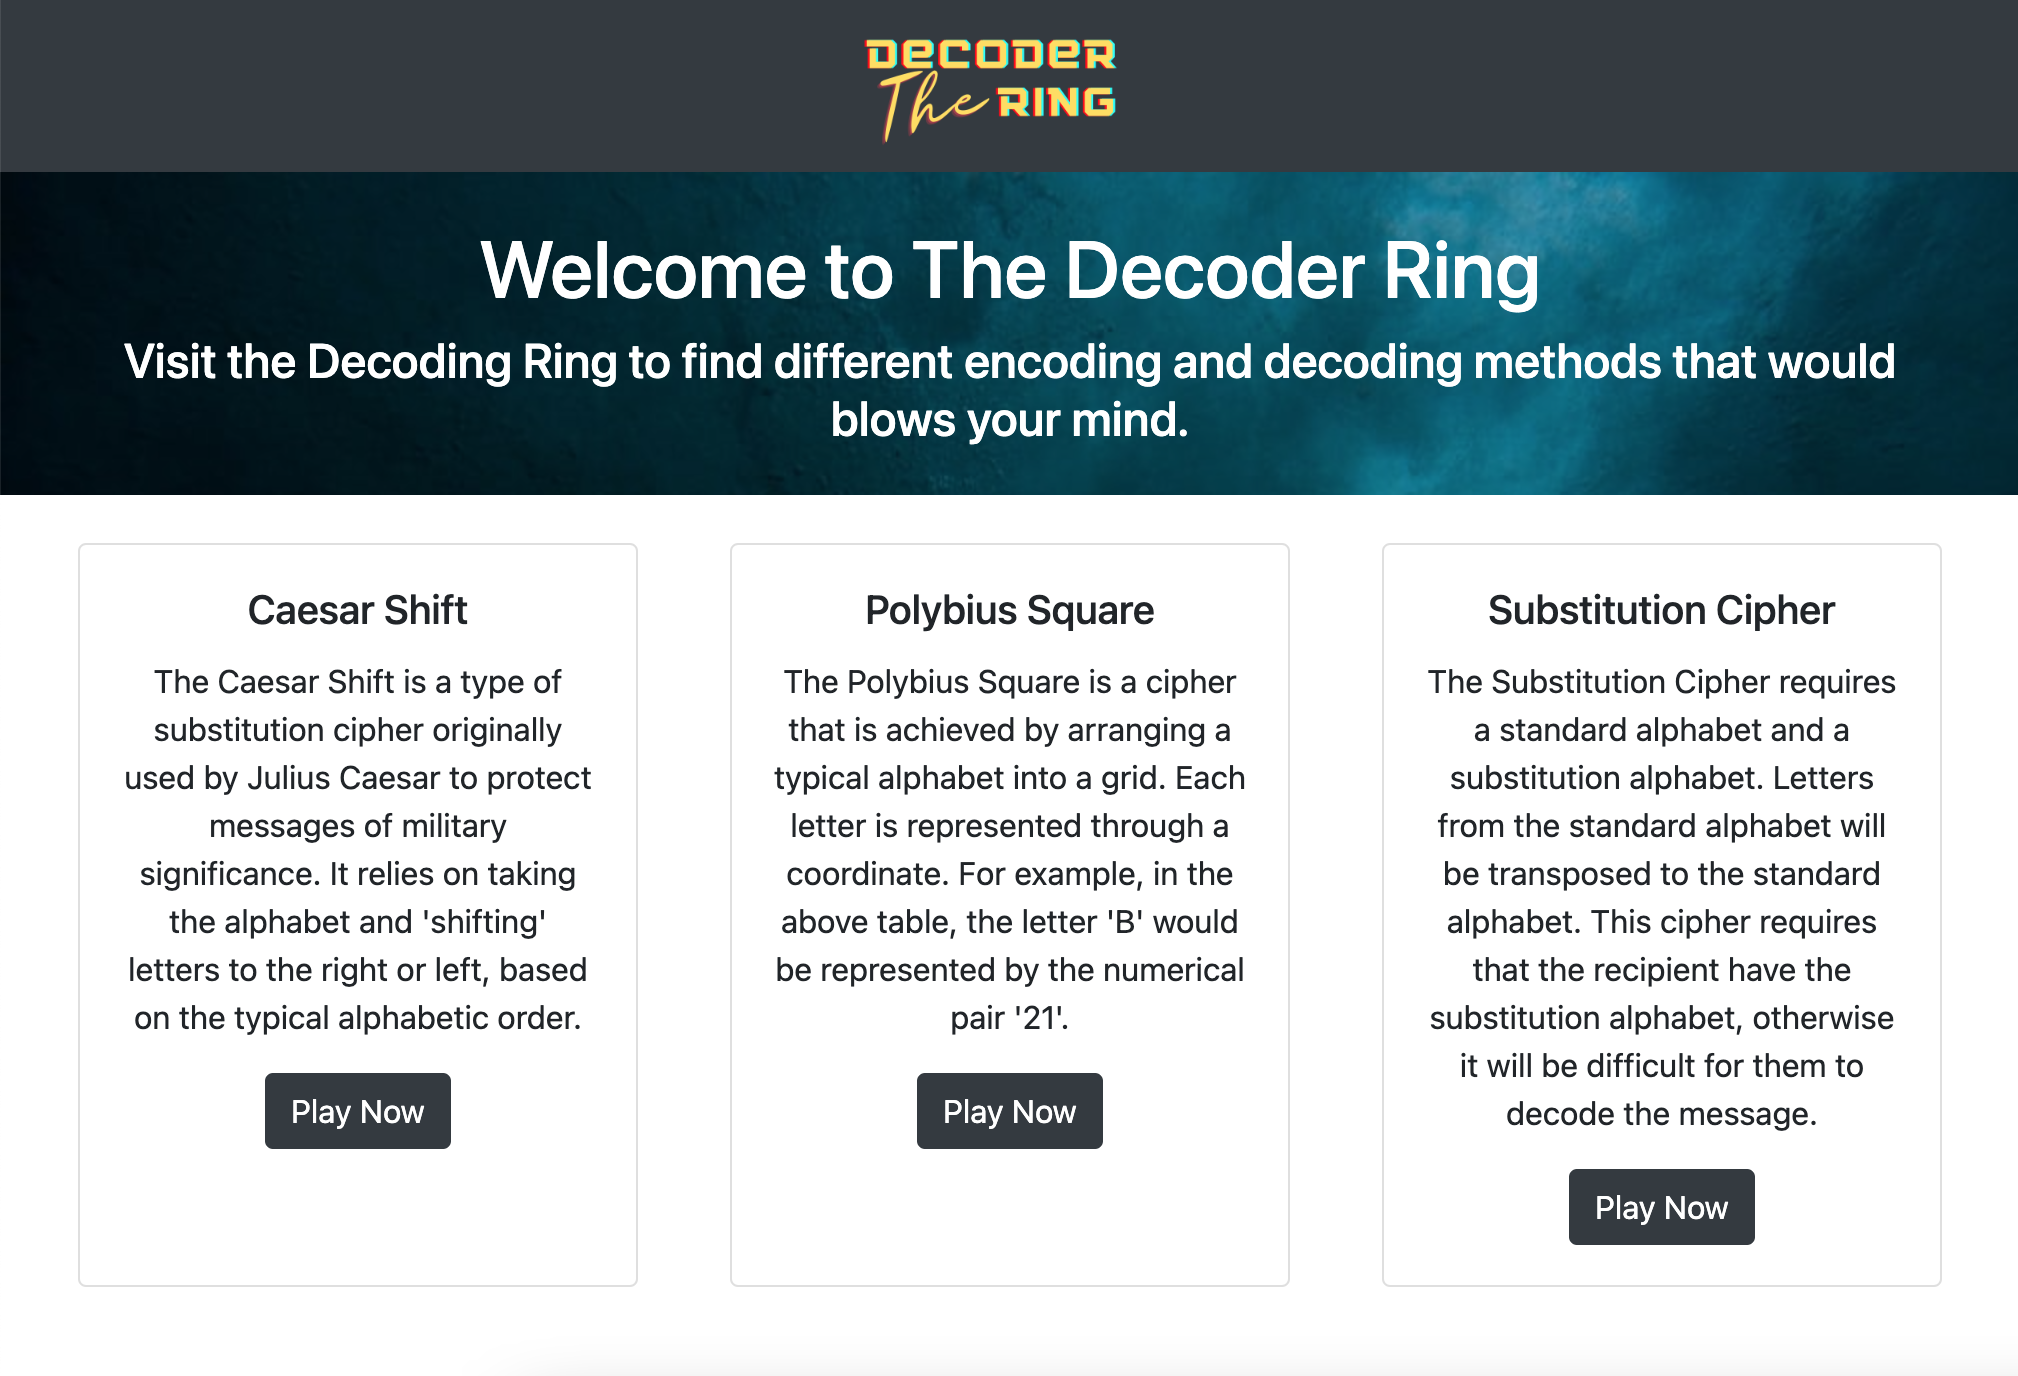 DECODER
The RING
Welcome to The Decoder Ring
Visit the Decoding Ring to find different encoding and decoding methods that would
blows your mind.
Caesar Shift
The Caesar Shift is a type of
substitution cipher originally
used by Julius Caesar to protect
messages of military
significance. It relies on taking
the alphabet and 'shifting'
letters to the right or left, based
on the typical alphabetic order.
Play Now
Polybius Square
The Polybius Square is a cipher
that is achieved by arranging a
typical alphabet into a grid. Each
letter is represented through a
coordinate. For example, in the
above table, the letter 'B' would
be represented by the numerical
pair '21'.
Play Now
Substitution Cipher
The Substitution Cipher requires
a standard alphabet and a
substitution alphabet. Letters
from the standard alphabet will
be transposed to the standard
alphabet. This cipher requires
that the recipient have the
substitution alphabet, otherwise
it will be difficult for them to
decode the message.
Play Now